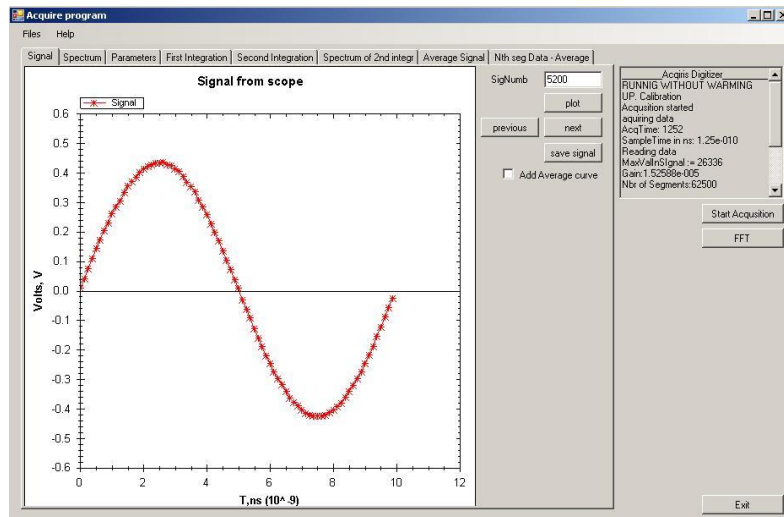 Acquire program
Files Help
Signal Spectrum Parameters First Integration Second Integration Spectrum of 2nd integr Average Signal Nth seg Data - Average
Signal from scope
Signal
0.6
0.5
0.4
0.3
0.2
0.1
0.0
-0.1
-0.2
-0.3
-0.4
-0.5
-0.6
Volts, V
0 2 4 6 8 10 12
T,ns (10^-9)
SigNumb 5200
plot
previous next
save signal
Add Average curve
Acqiris Digitizer
RUNNIG WITHOUT WARMING
UP. Calibration
Acqusition started
aquiring data
AcqTime: 1252
SampleTime in ns: 1.25e-010
Reading data
MaxValInSIgnal := 26336
Gain:1.52588e-005
Nbr of Segments:62500
Start Acqusition
FFT
Exit